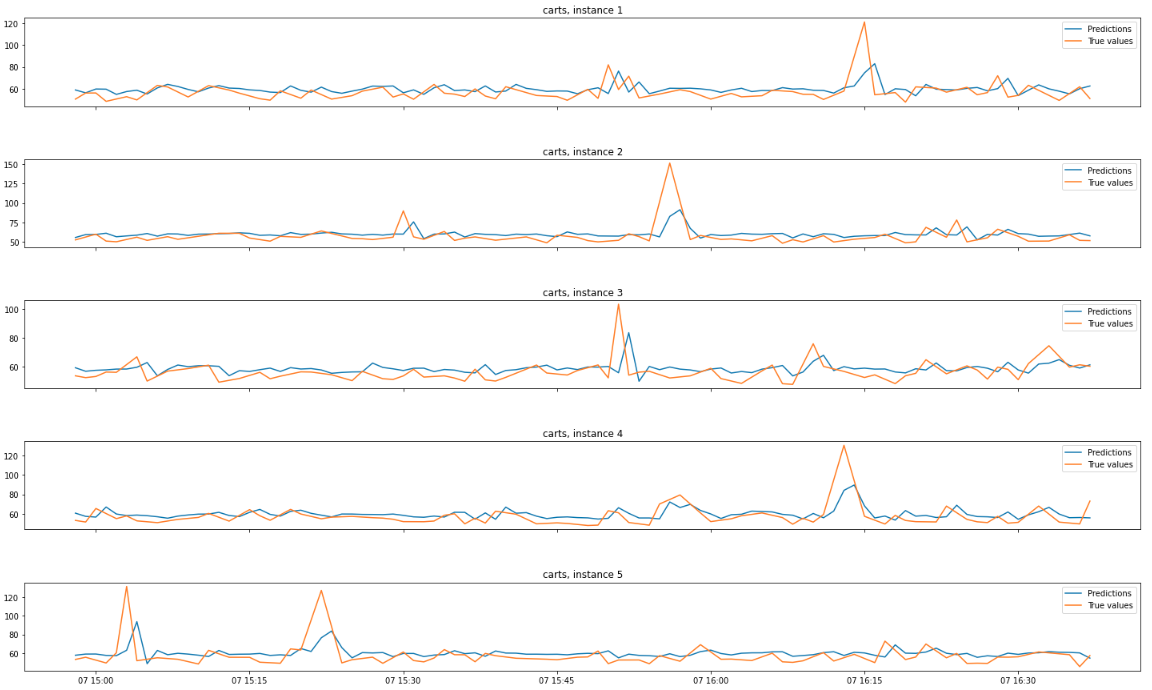 carts, instance 1
120
100
80
60
Predictions
True values
carts, instance 2
150
125
100
75
50
Predictions
True values
carts, instance 3
100
80
60
Predictions
True values
carts, instance 4
120
100
80
60
Predictions
True values
carts, instance 5
120
100
80
60
Predictions
True values
07 15:00 07 15:15 07 15:30 07 15:45 07 16:00 07 16:15 07 16:30